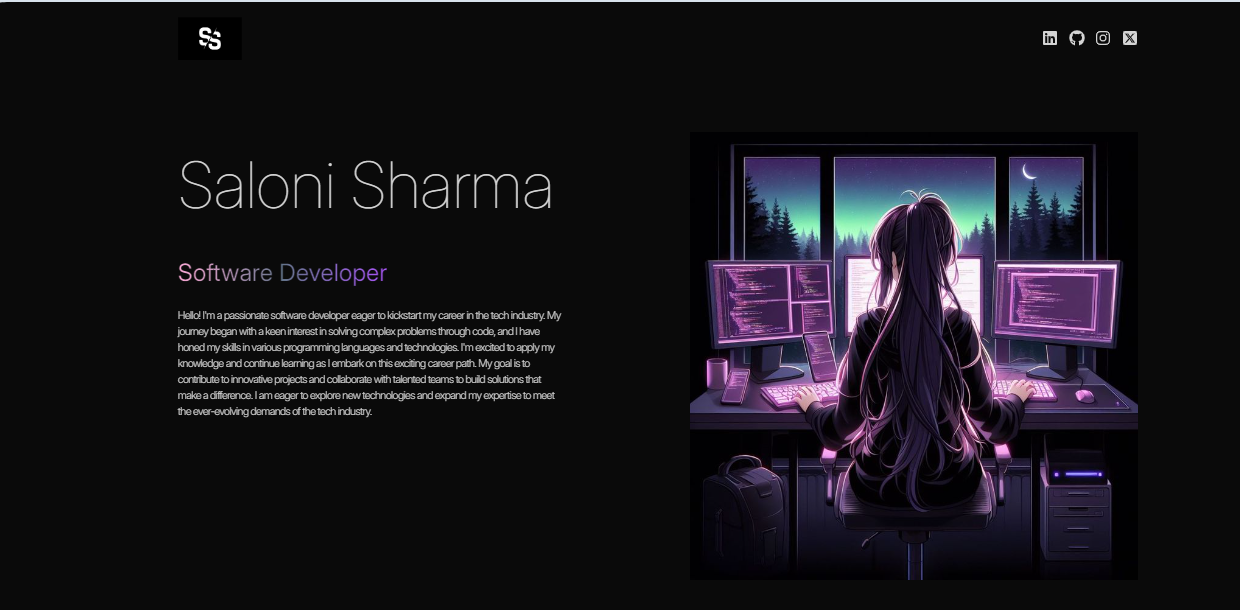 SS
Saloni Sharma
Software Developer
Hello! I'm a passionate software developer eager to kickstart my career in the tech industry. My
journey began with a keen interest in solving complex problems through code, and I have
honed my skills in various programming languages and technologies. I'm excited to apply my
knowledge and continue learning as I embark on this exciting career path. My goal is to
contribute to innovative projects and collaborate with talented teams to build solutions that
make a difference. I am eager to explore new technologies and expand my expertise to meet
the ever-evolving demands of the tech industry.